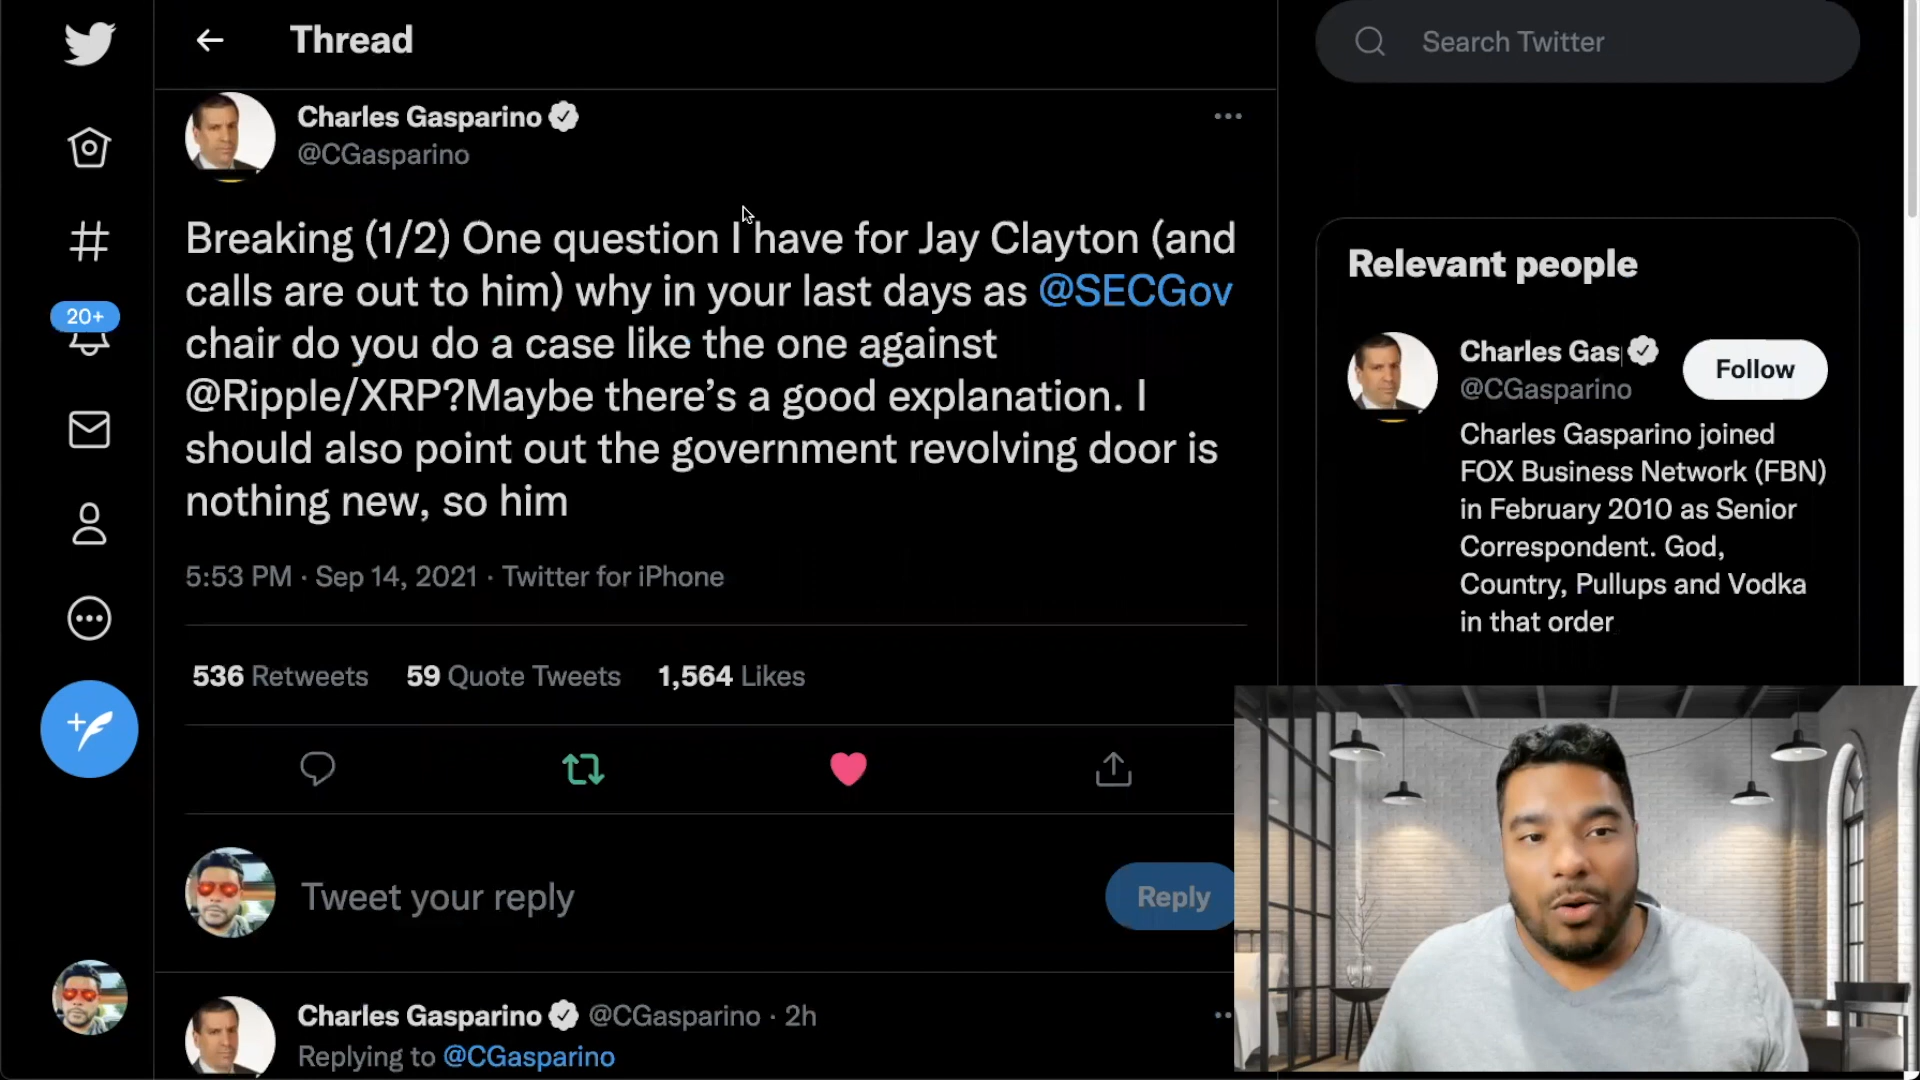 Thread
Search Twitter
Charles Gasparino
@CGasparino
Breaking (1/2) One question I have for Jay Clayton (and
calls are out to him) why in your last days as @SECGov
chair do you do a case like the one against
@Ripple/XRP?Maybe there's a good explanation. I
should also point out the government revolving door is
nothing new, so him
5:53 PM · Sep 14, 2021 · Twitter for iPhone
536 Retweets 59 Quote Tweets 1,564 Likes
Tweet your reply
Reply
Charles Gasparino @CGasparino · 2h
Replying to @CGasparino
20+
Relevant people
Charles Gas
@CGasparino
Follow
Charles Gasparino joined
FOX Business Network (FBN)
in February 2010 as Senior
Correspondent. God,
Country, Pullups and Vodka
in that order